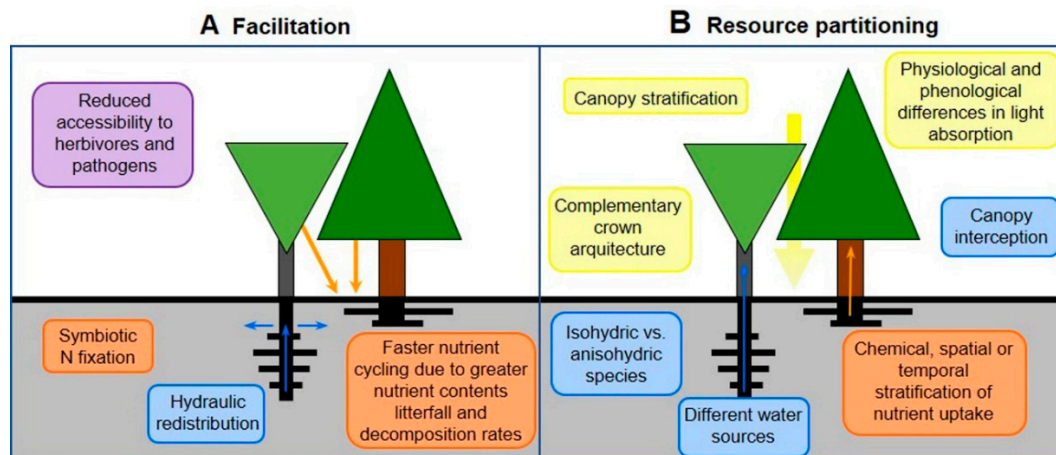 A Facilitation
Reduced
accessibility to
herbivores and
pathogens
Symbiotic
N fixation
Hydraulic
redistribution
Faster nutrient
cycling due to greater
nutrient contents
litterfall and
decomposition rates
B Resource partitioning
Canopy stratification
Physiological and
phenological
differences in light
absorption
Complementary
crown
arquitecture
Canopy
interception
Isohydric vs.
anisohydric
species
Different water
sources
Chemical, spatial or
temporal
stratification of
nutrient uptake